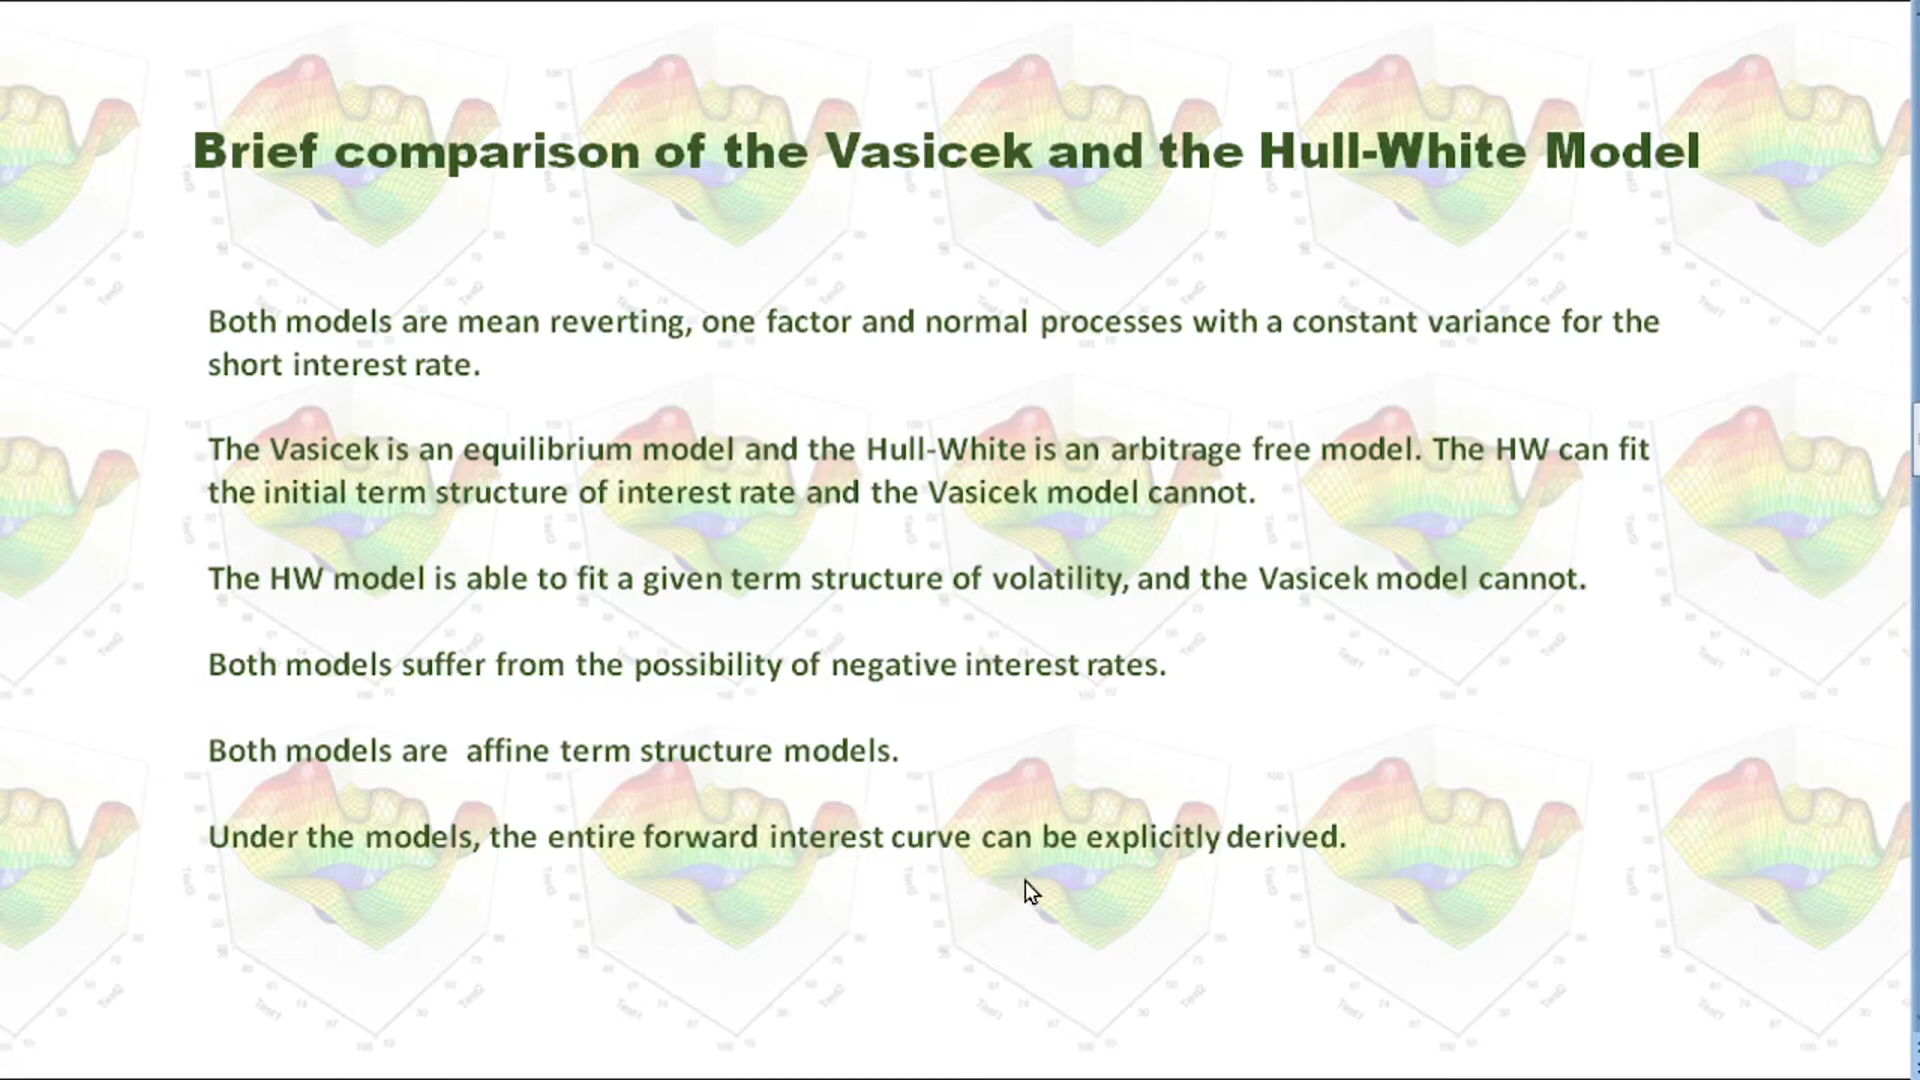 Brief comparison of the Vasicek and the Hull-White Model
Both models are mean reverting, one factor and normal processes with a constant variance for the
short interest rate.
The Vasicek is an equilibrium model and the Hull-White is an arbitrage free model. The HW can fit
the initial term structure of interest rate and the Vasicek model cannot.
The HW model is able to fit a given term structure of volatility, and the Vasicek model cannot.
Both models suffer from the possibility of negative interest rates.
Both models are  affine term structure models.
Under the models, the entire forward interest curve can be explicitly derived.